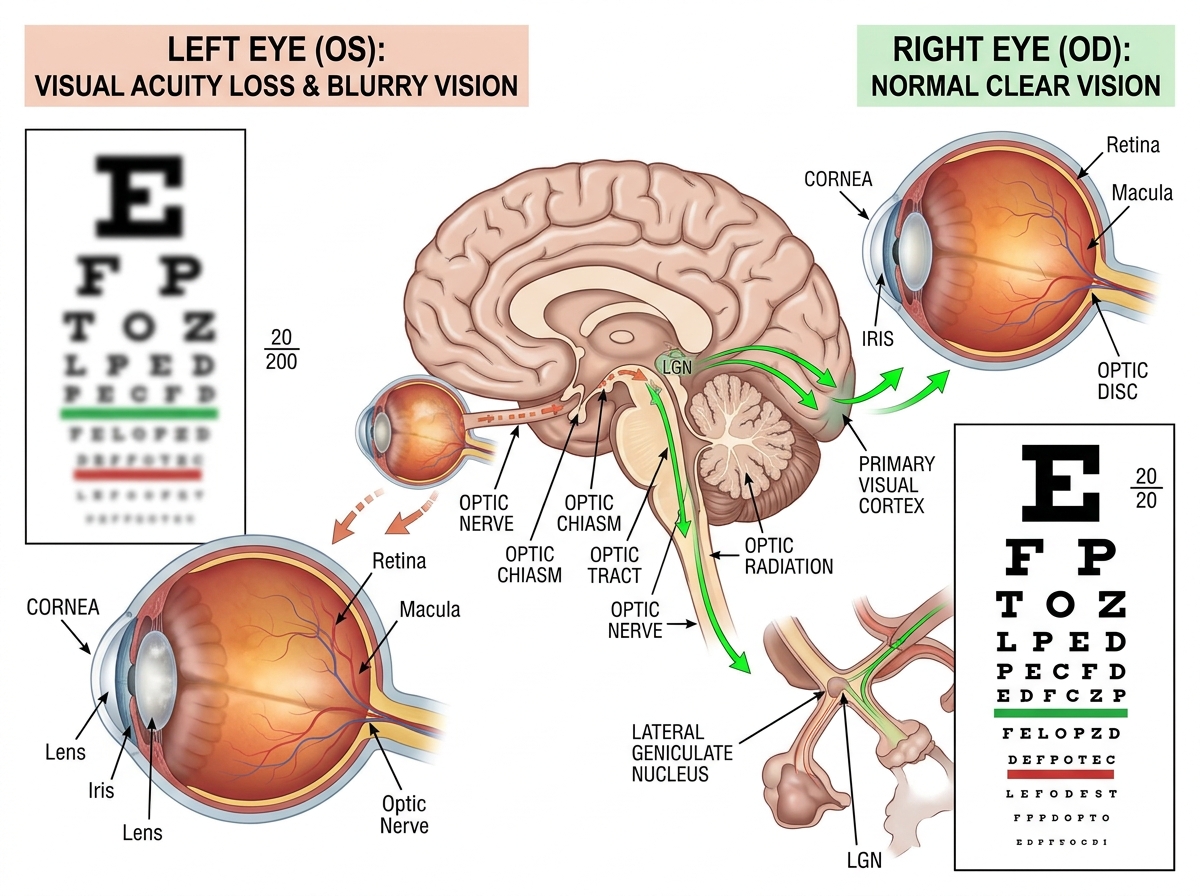 LEFT EYE (OS):
VISUAL ACUITY LOSS & BLURRY VISION
RIGHT EYE (OD):
NORMAL CLEAR VISION
E
F P
T O Z
L P E D
P E C F D
F E L O P Z D
20
200
CORNEA
Retina
Macula
IRIS
OPTIC
DISC
LGN
OPTIC
NERVE
OPTIC
CHIASM
OPTIC
CHIASM
OPTIC
TRACT
OPTIC
NERVE
OPTIC
RADIATION
PRIMARY
VISUAL
CORTEX
CORNEA
Retina
Macula
Lens
Iris
Lens
Optic
Nerve
LATERAL
GENICULATE
NUCLEUS
LGN
E
20
20
F P
T O Z
L P E D
P E C F D
E D F C Z P
F E L O P Z D
D E F P O T E C
L E F O D F S T
F P P D O P T O